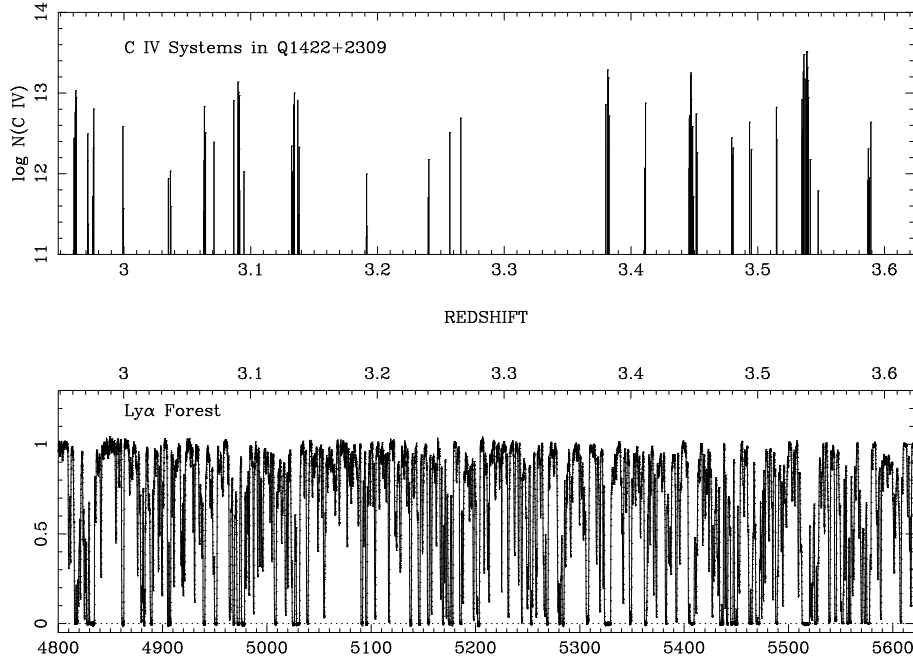 14
C IV Systems in Q1422+2309
13
log N(C IV)
12
11
3 3.1 3.2 3.3 3.4 3.5 3.6
REDSHIFT
3 3.1 3.2 3.3 3.4 3.5 3.6
Lyα Forest
1
0.5
0
4800 4900 5000 5100 5200 5300 5400 5500 5600